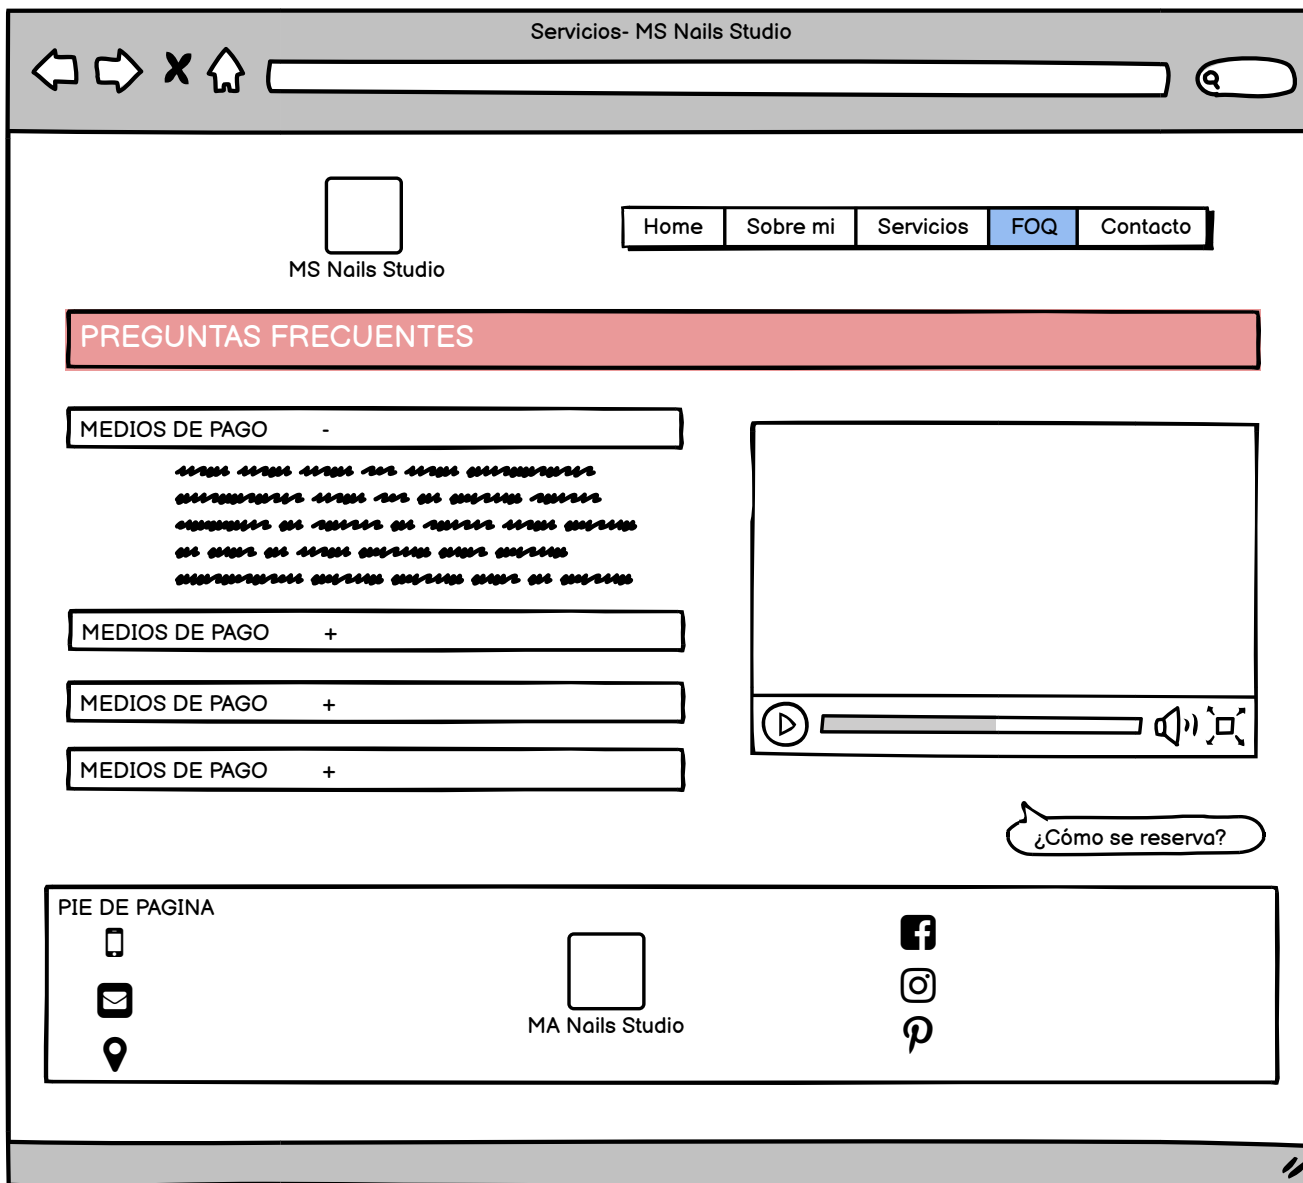 Servicios- MS Nails Studio
MS Nails Studio
Home Sobre mi Servicios FOQ Contacto
PREGUNTAS FRECUENTES
MEDIOS DE PAGO -
MEDIOS DE PAGO +
MEDIOS DE PAGO +
MEDIOS DE PAGO +
¿Cómo se reserva?
PIE DE PAGINA
MA Nails Studio